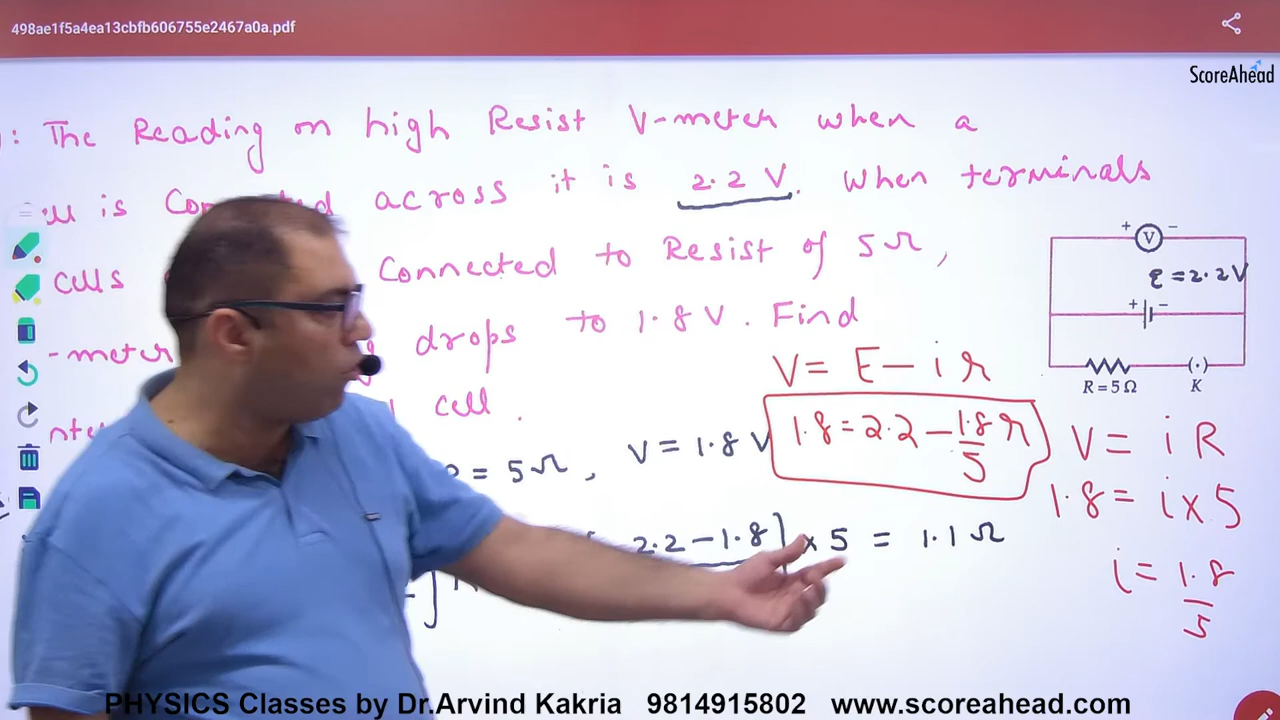 498ae1f5a4ea13cbfb606755e2467a0a.pdf
ScoreAhead
: The Reading on high Resist V-meter when a
is across it is 2.2 V. When terminals
Cells Connected to Resist of 5Ω,
-meter drops to 1.8 V. Find
cell.
V = E - ir
1.8 = 2.2 - 1.8/5 r
V = iR
1.8 = i x 5
i = 1.8/5
= 5Ω, V = 1.8 V
2.2 - 1.8] x 5 = 1.1 Ω
+ V -
ε = 2.2V
+ -
R = 5 Ω
(·)
K
PHYSICS Classes by Dr.Arvind Kakria 9814915802 www.scoreahead.com